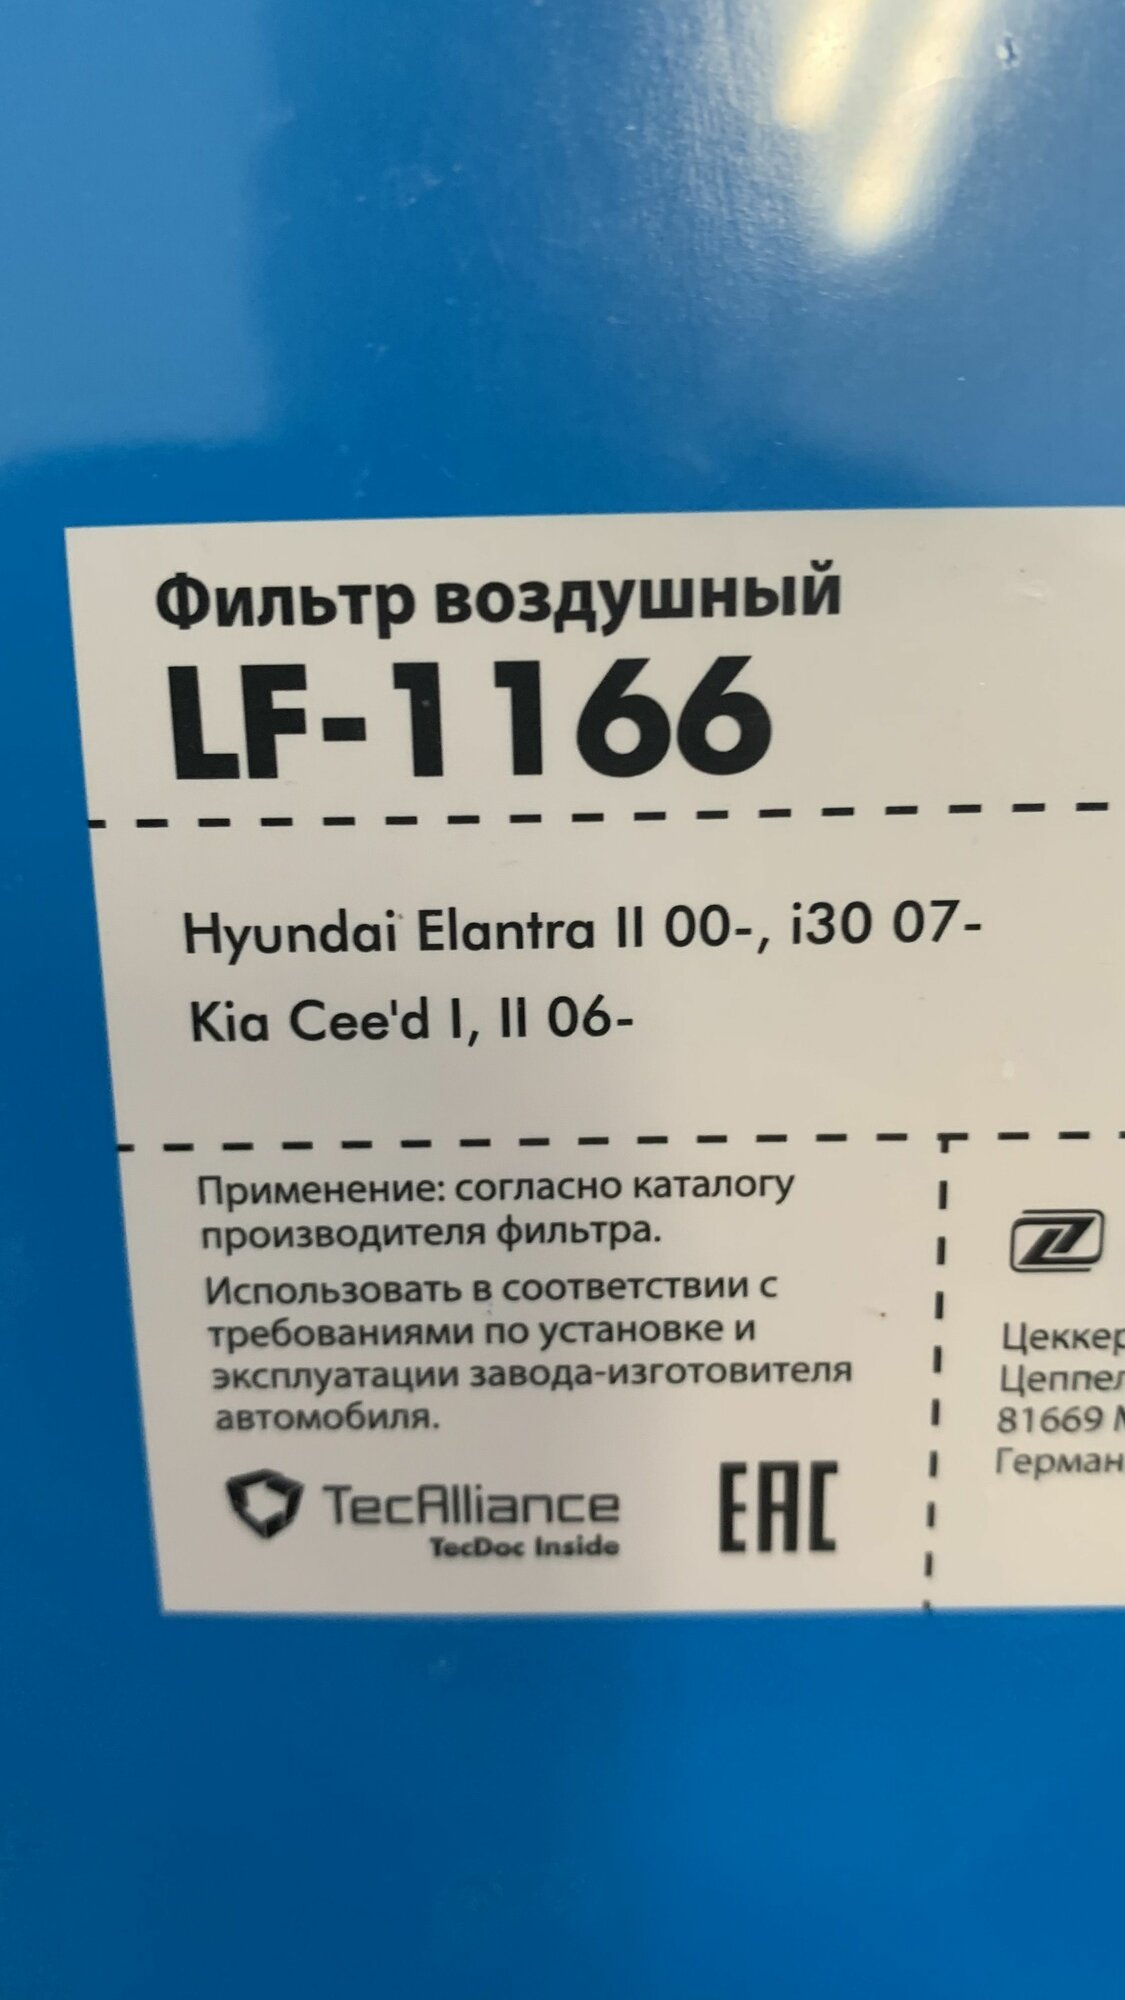 Фильтр воздушный
LF-1166
Hyundai Elantra II 00-, i30 07-
Kia Cee'd I, II 06-
Применение: согласно каталогу
производителя фильтра.
Использовать в соответствии с
требованиями по установке и
эксплуатации завода-изготовителя
автомобиля.
TecAlliance
TecDoc Inside
EAC
81669